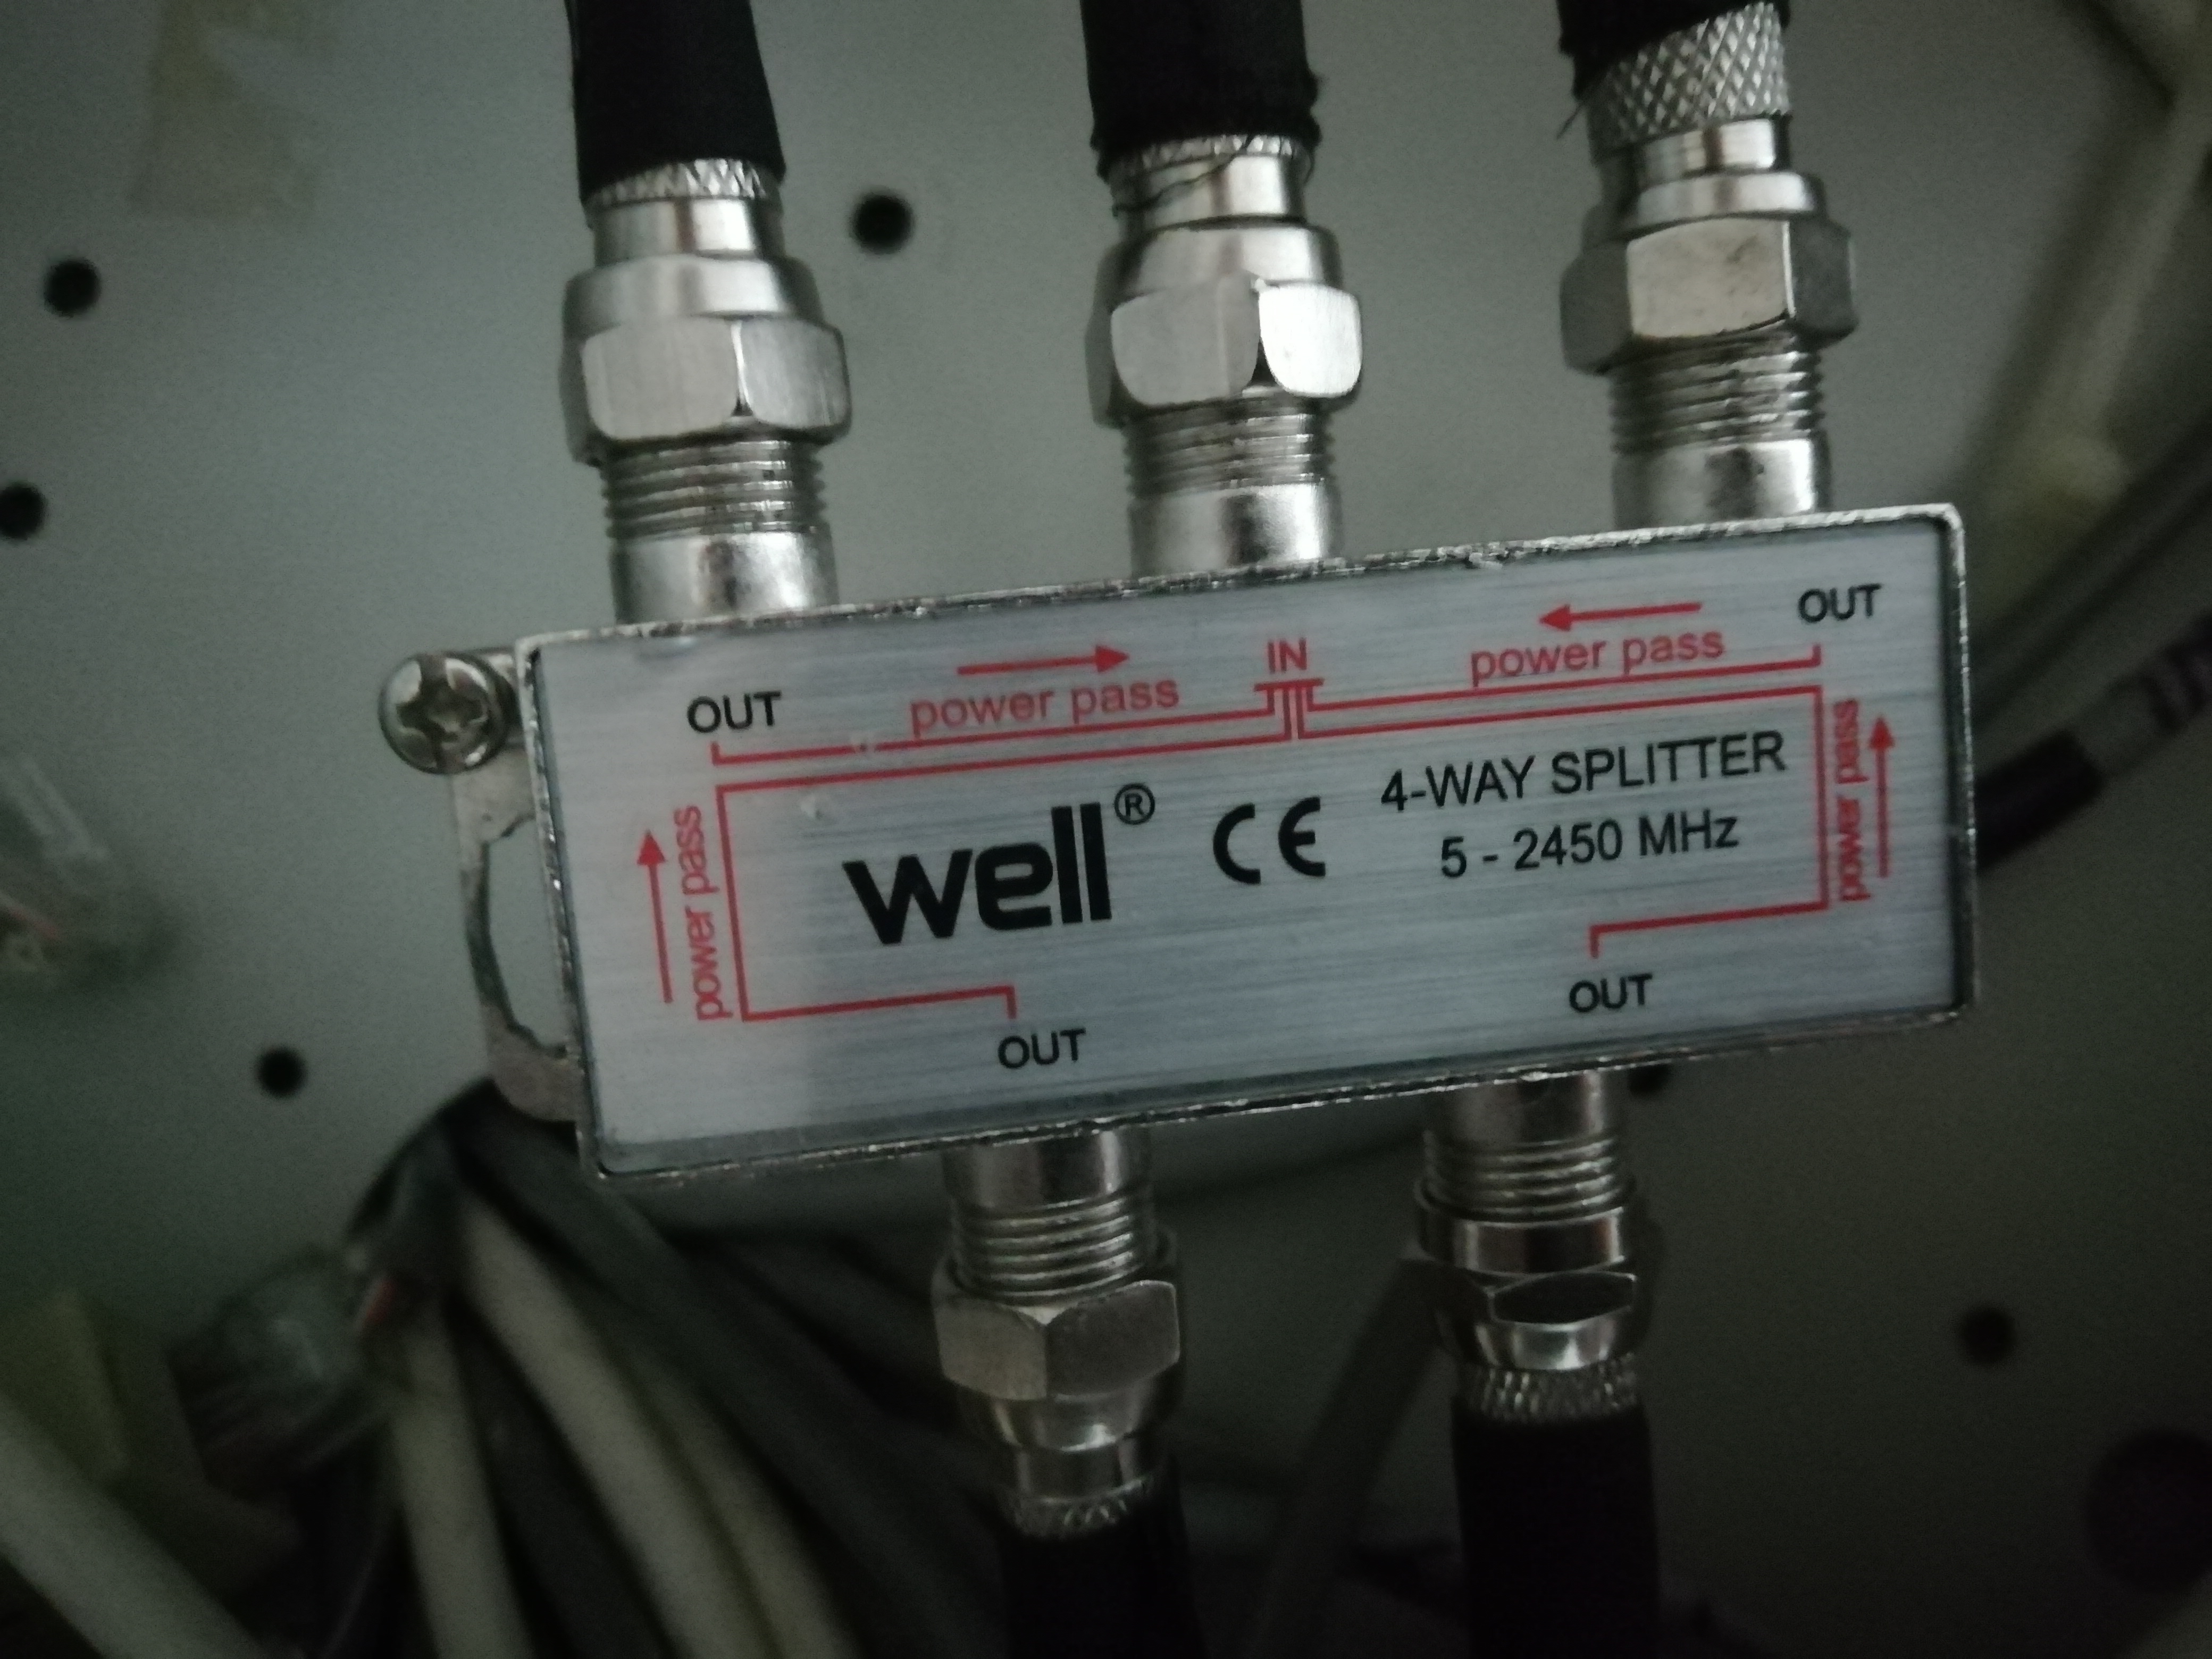 OUT
power pass
IN
power pass
OUT
power pass
well®
CE
4-WAY SPLITTER
5 - 2450 MHz
power pass
OUT
OUT